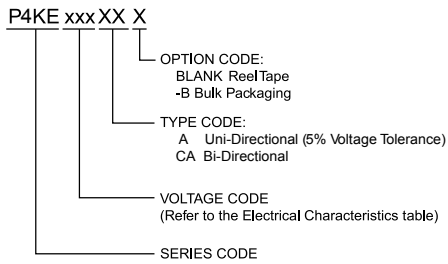 P4KE xxx XX X
OPTION CODE:
BLANK Reel Tape
-B Bulk Packaging
TYPE CODE:
A Uni-Directional (5% Voltage Tolerance)
CA Bi-Directional
VOLTAGE CODE
(Refer to the Electrical Characteristics table)
SERIES CODE